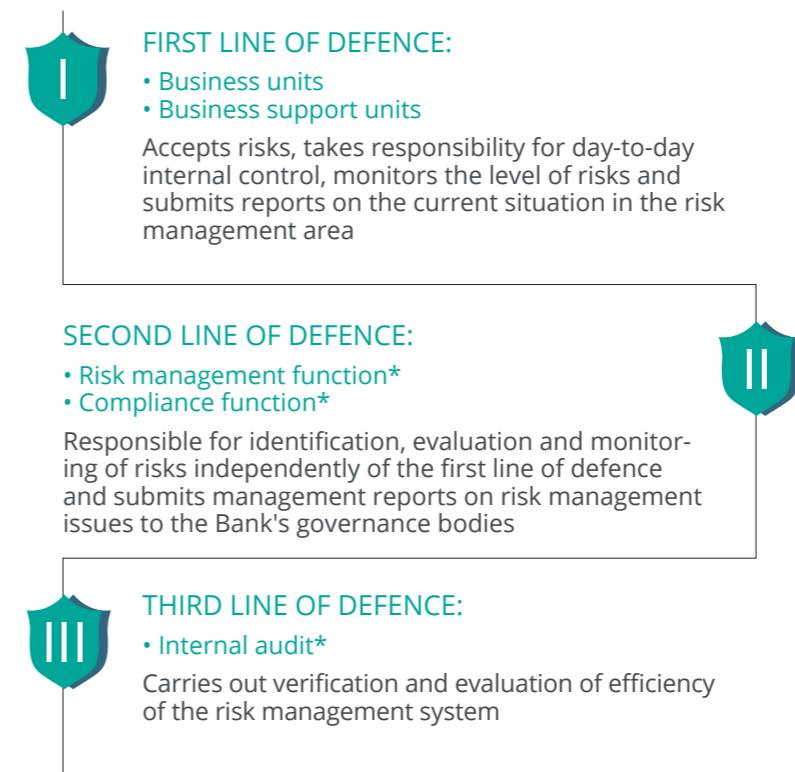 I
FIRST LINE OF DEFENCE:
• Business units
• Business support units
Accepts risks, takes responsibility for day-to-day
internal control, monitors the level of risks and
submits reports on the current situation in the risk
management area
SECOND LINE OF DEFENCE:
II
• Risk management function*
• Compliance function*
Responsible for identification, evaluation and monitor-
ing of risks independently of the first line of defence
and submits management reports on risk management
issues to the Bank's governance bodies
III
THIRD LINE OF DEFENCE:
• Internal audit*
Carries out verification and evaluation of efficiency
of the risk management system